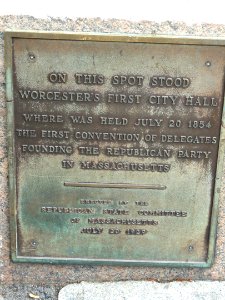 ON THIS SPOT STOOD
WORCESTER'S FIRST CITY HALL
WHERE WAS HELD JULY 20 1854
THE FIRST CONVENTION OF DELEGATES
FOUNDING THE REPUBLICAN PARTY
IN MASSACHUSETTS
ERECTED BY THE
REPUBLICAN STATE COMMITTEE
OF MASSACHUSETTS
JULY 20